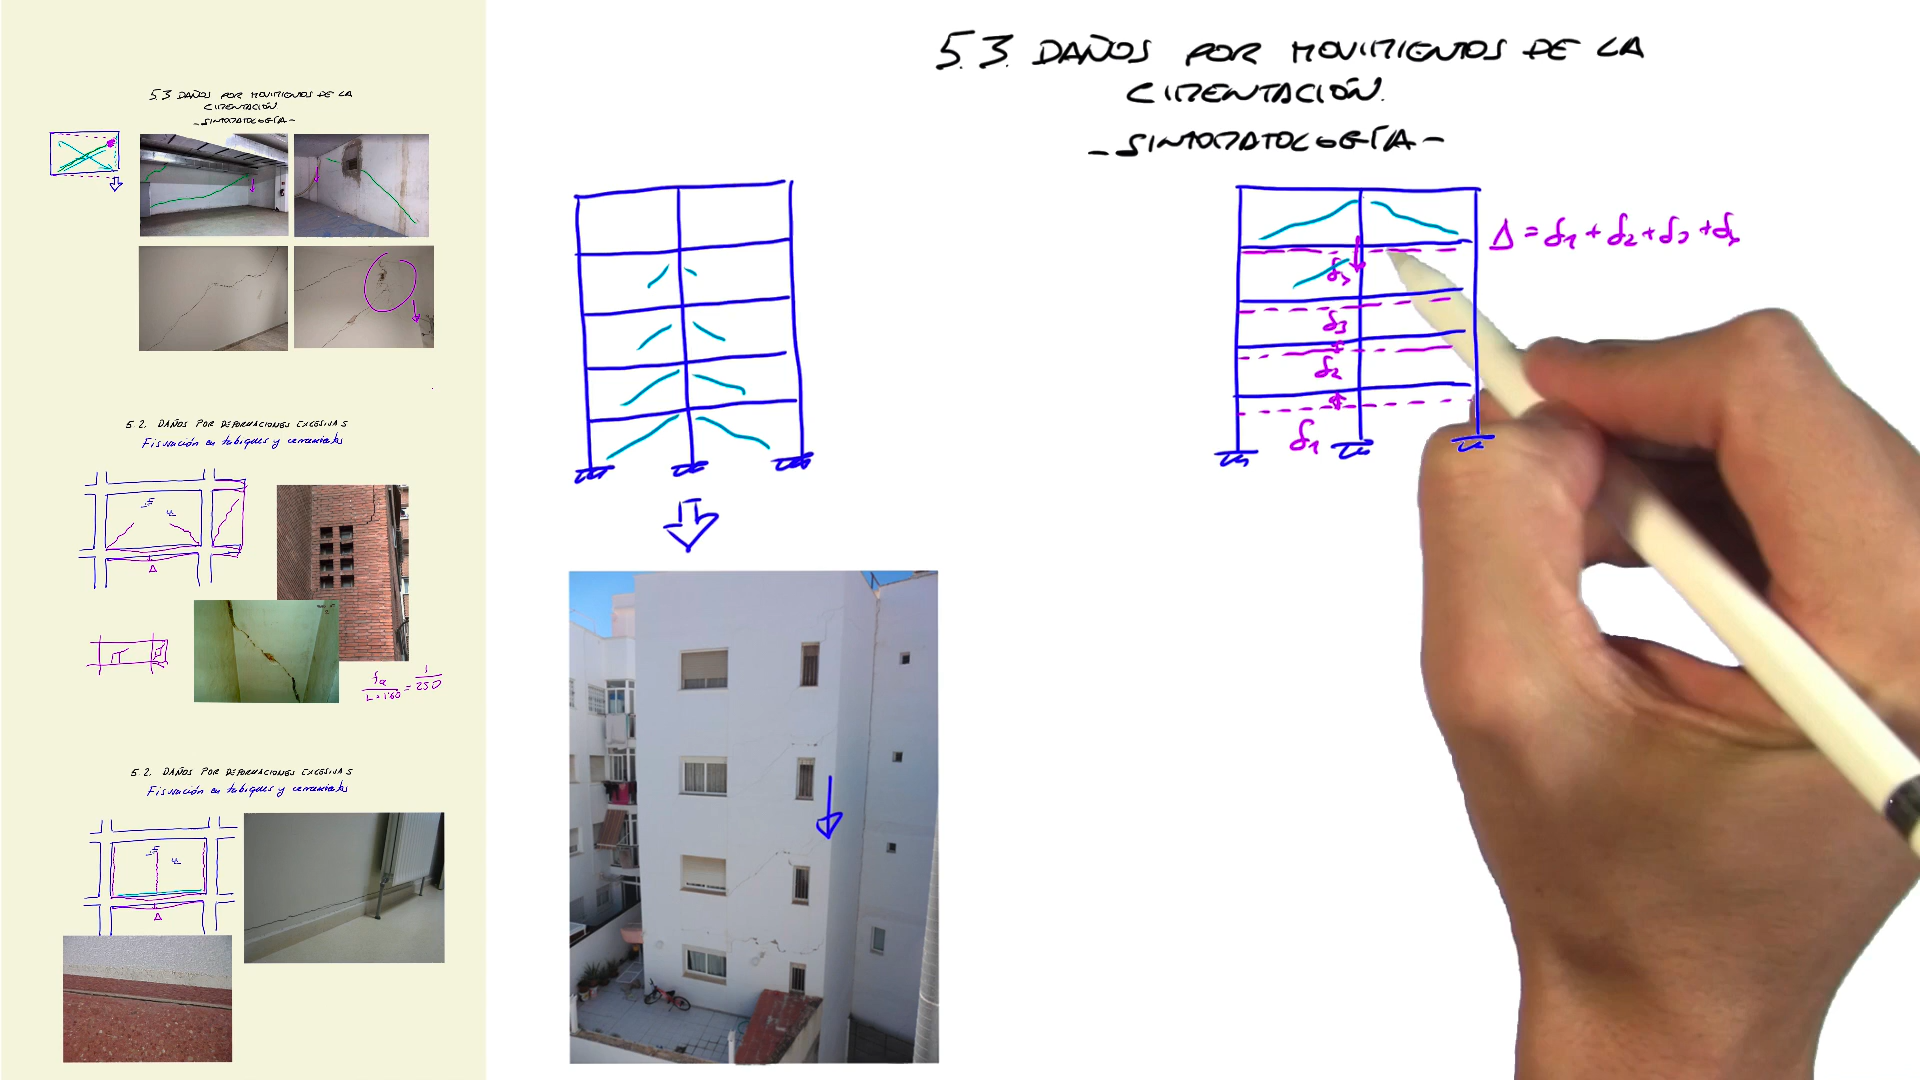 5.3. DAÑOS POR MOVIMIENTOS DE LA
CIMENTACIÓN.
- SINTOMATOLOGÍA -
Δ = δ1 + δ2 + δ3 + δ4
δ3
δ2
δ1
5.3 DAÑOS POR MOVIMIENTOS DE LA
CIMENTACIÓN
- SINTOMATOLOGÍA -
5.2. DAÑOS POR DEFORMACIONES EXCESIVAS
Fisuración en tabiques y cerramientos
Δ
1
250
5.2. DAÑOS POR DEFORMACIONES EXCESIVAS
Fisuración en tabiques y cerramientos
Δ